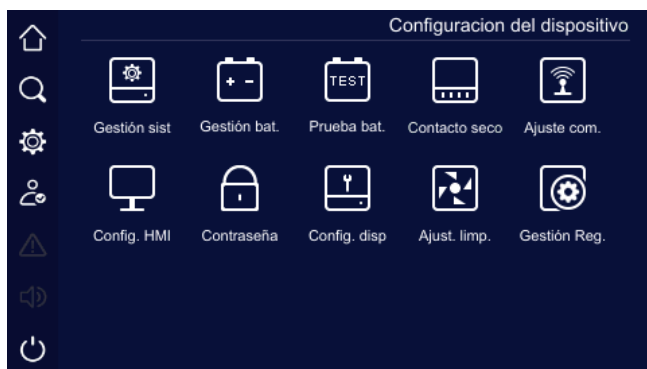 Configuracion del dispositivo
TEST
Gestión sist
Gestión bat.
Prueba bat.
Contacto seco
Ajuste com.
Config. HMI
Contraseña
Config. disp
Ajust. limp.
Gestión Reg.